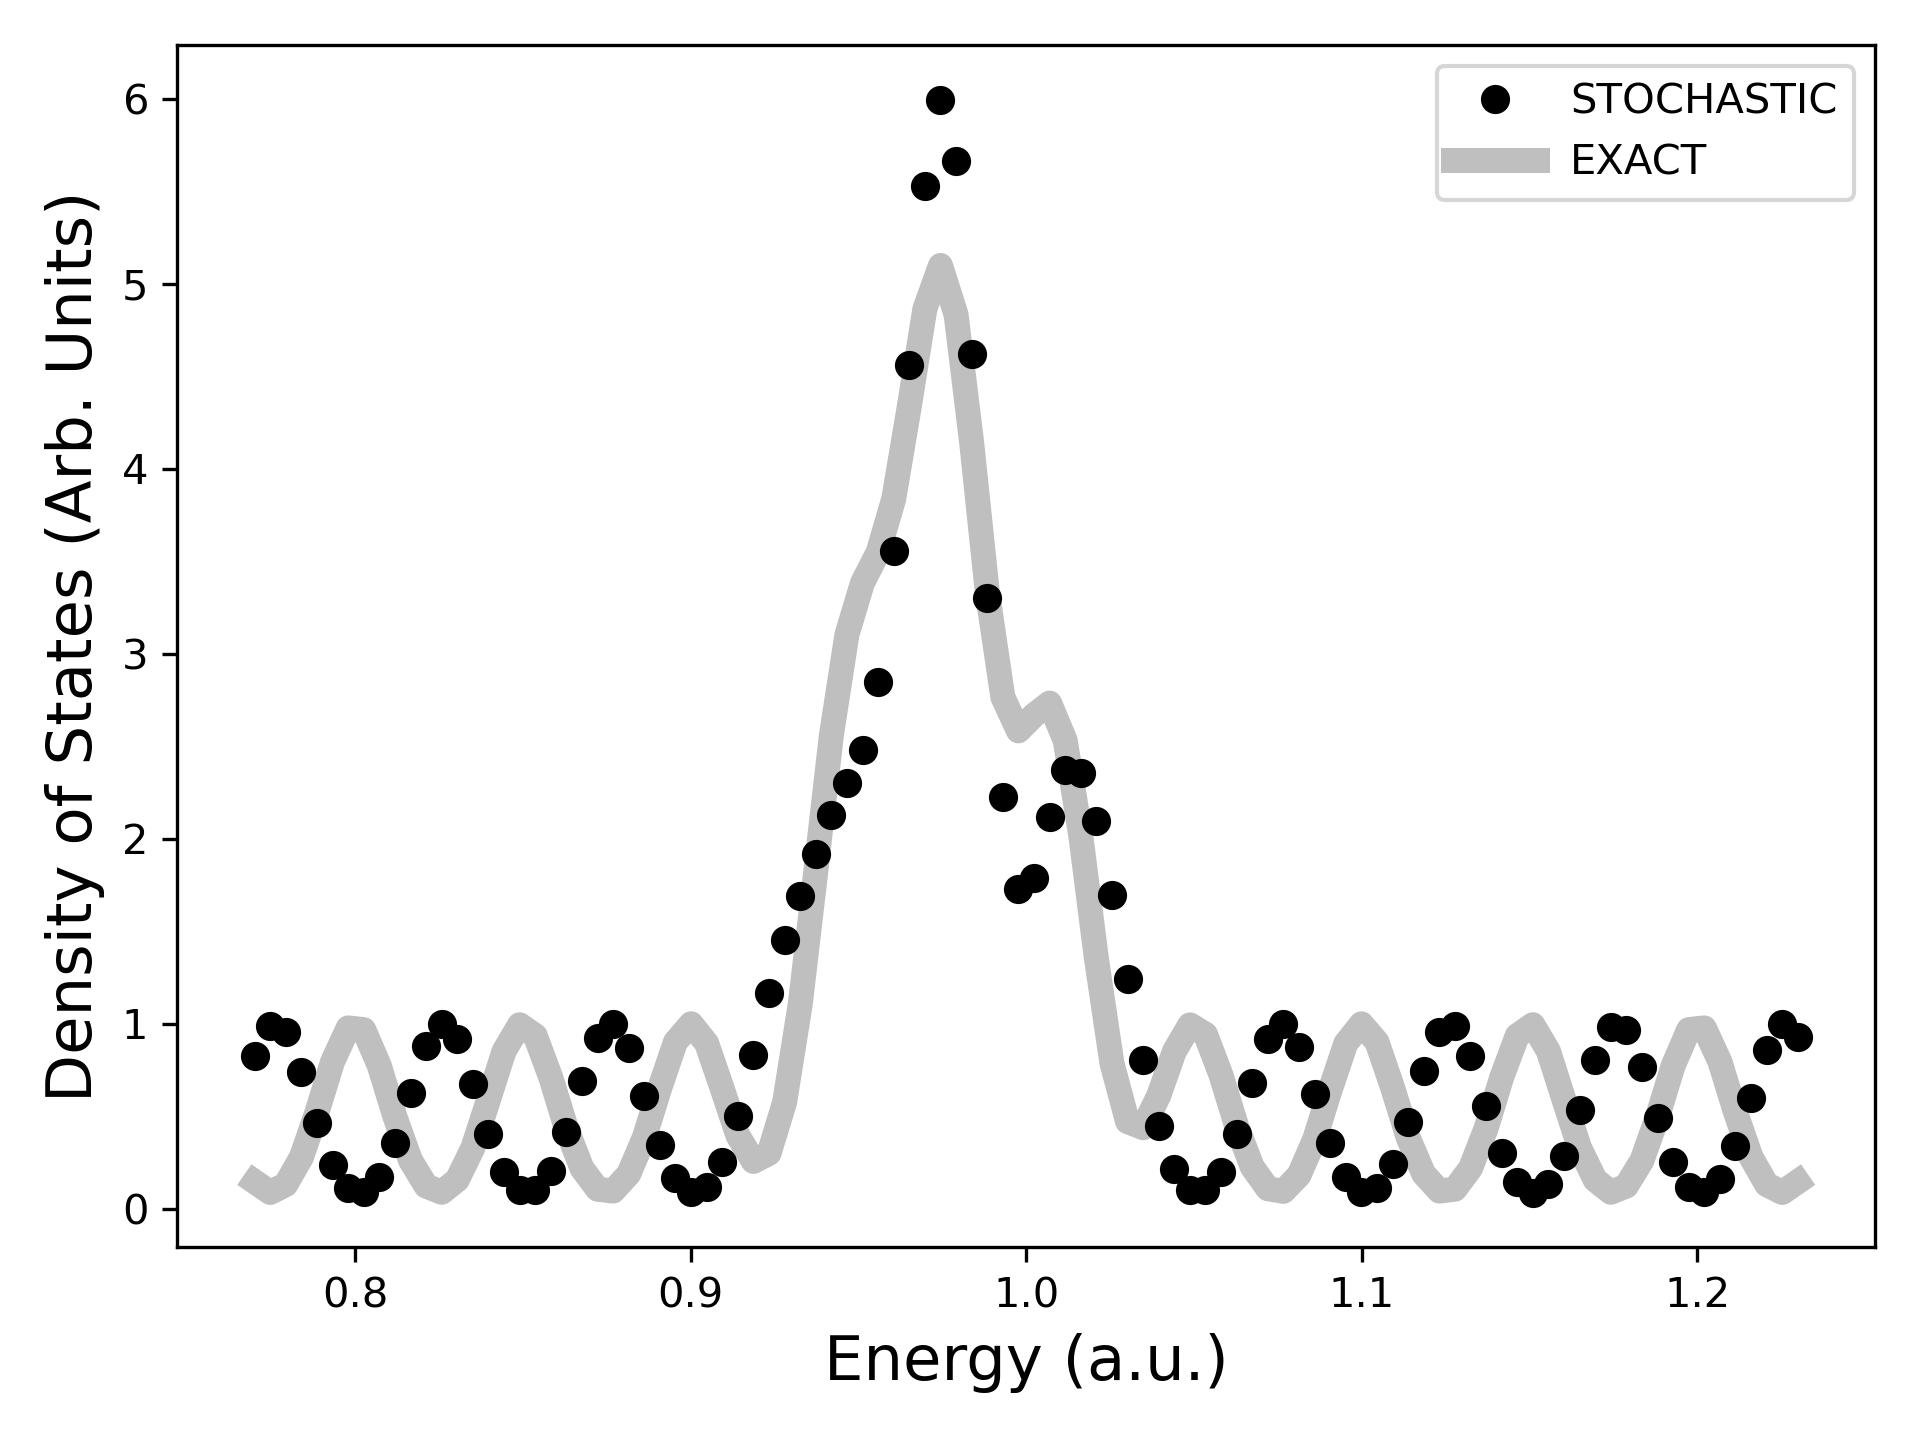 STOCHASTIC
EXACT
Density of States (Arb. Units)
6
5
4
3
2
1
0
0.8 0.9 1.0 1.1 1.2
Energy (a.u.)